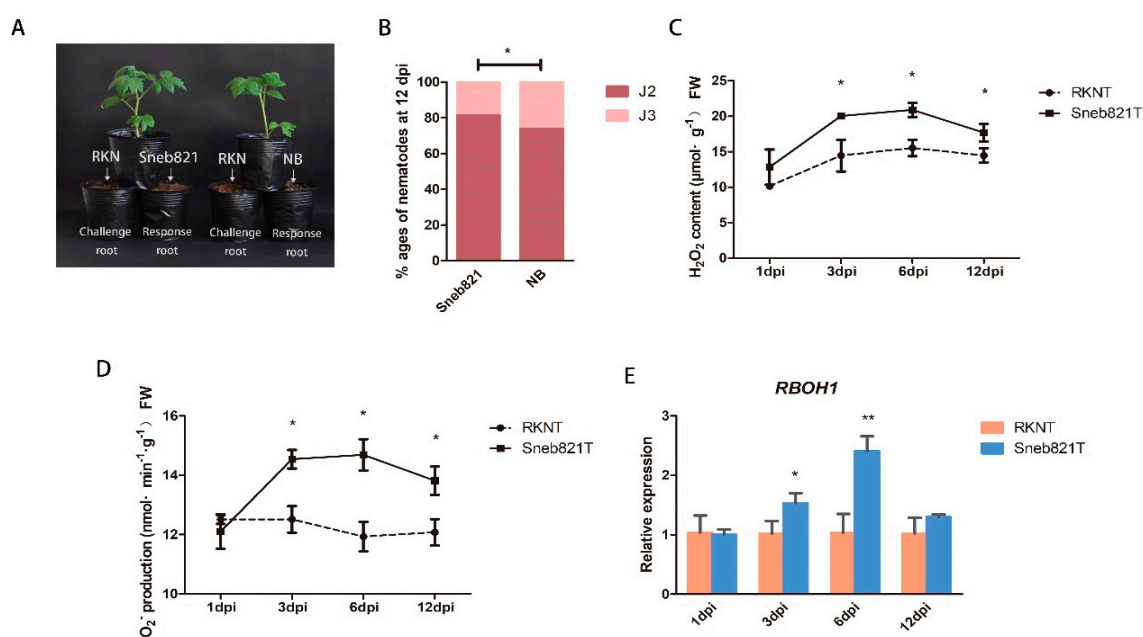 A
RKN
Sneb821
RKN
NB
Challenge
root
Response
root
Challenge
root
Response
root
B
% ages of nematodes at 12 dpi
100
80
60
40
20
0
*
Sneb821
NB
J2
J3
C
H₂O₂ content (μmol· g⁻¹) FW
25
20
15
10
5
0
*
*
*
1dpi
3dpi
6dpi
12dpi
RKNT
Sneb821T
D
O₂⁻ production (nmol· min⁻¹·g⁻¹) FW
16
14
12
10
*
*
*
1dpi
3dpi
6dpi
12dpi
RKNT
Sneb821T
E
RBOH1
Relative expression
3
2
1
0
*
**
1dpi
3dpi
6dpi
12dpi
RKNT
Sneb821T